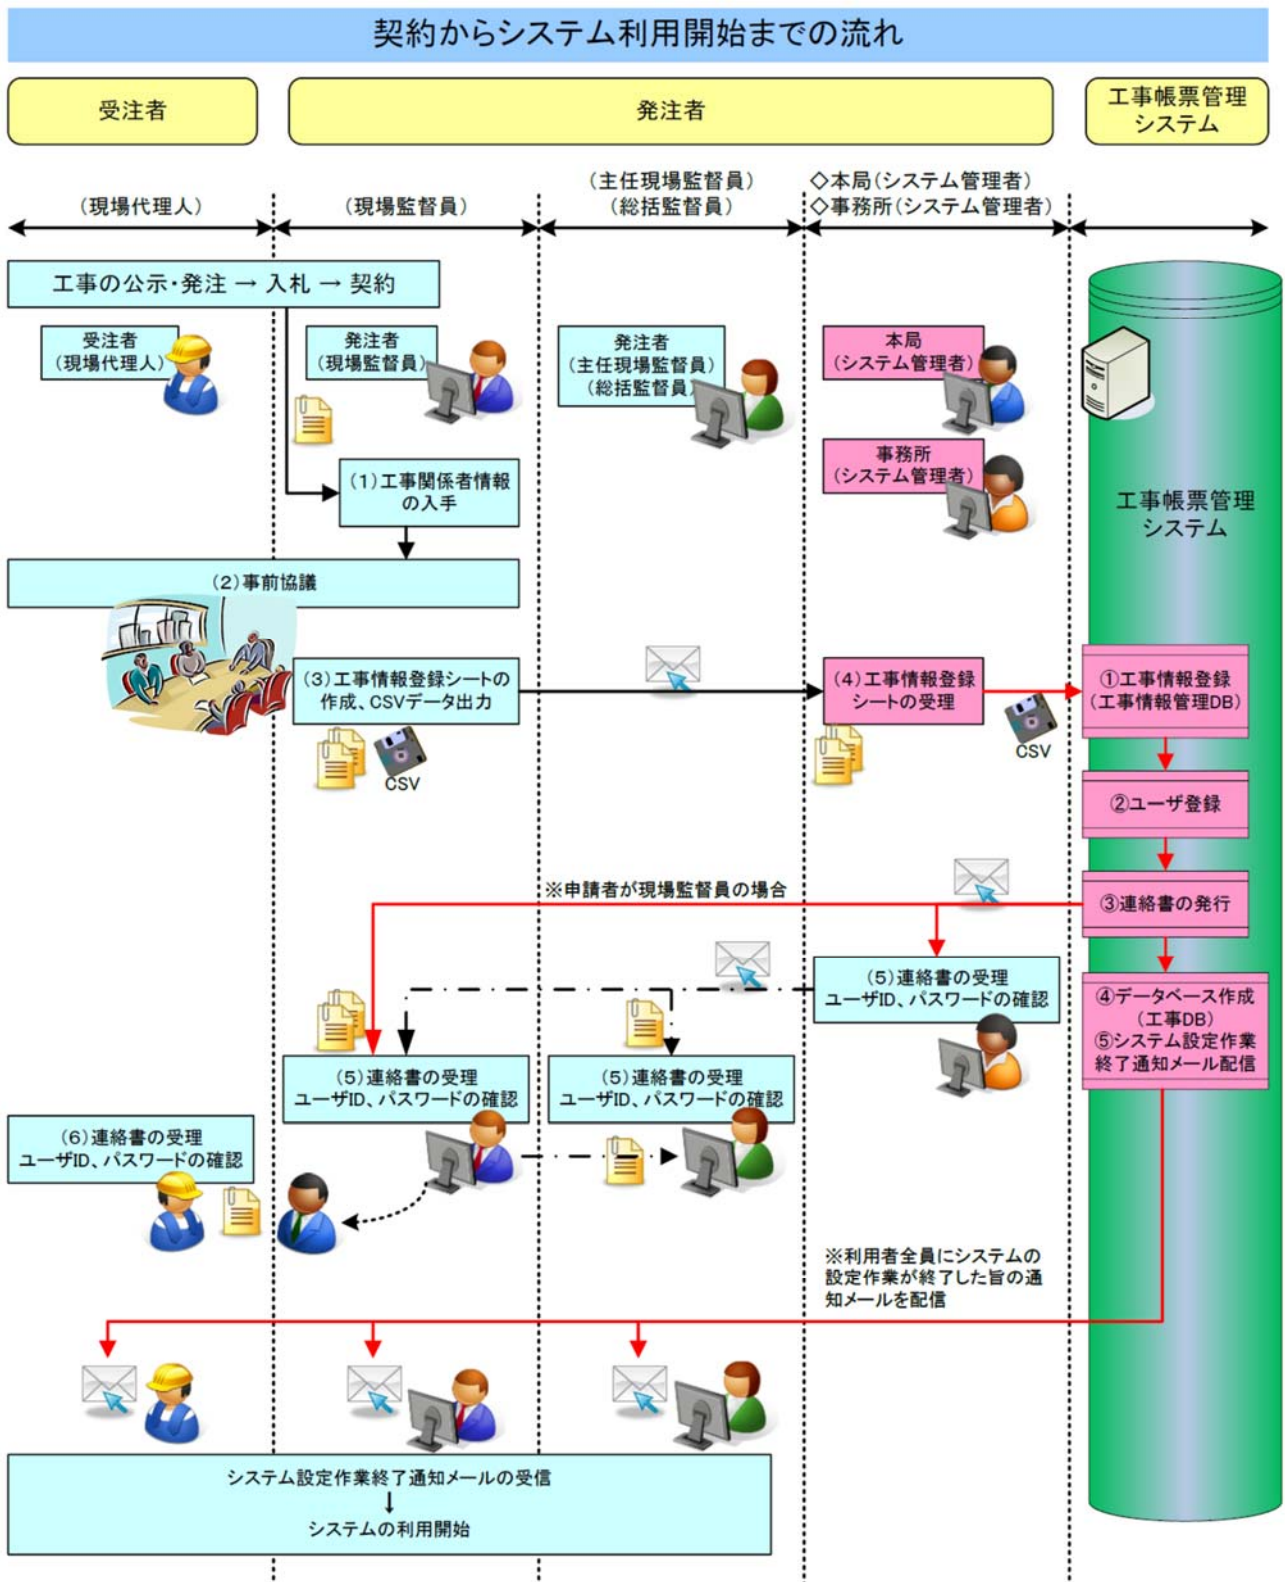 契約からシステム利用開始までの流れ
受注者
発注者
工事帳票管理
システム
(現場代理人)
(現場監督員)
(主任現場監督員)
(総括監督員)
◇本局(システム管理者)
◇事務所(システム管理者)
工事の公示・発注 → 入札 → 契約
受注者
(現場代理人)
発注者
(現場監督員)
発注者
(主任現場監督員)
(総括監督員)
本局
(システム管理者)
事務所
(システム管理者)
工事帳票管理
システム
(1)工事関係者情報
の入手
(2)事前協議
(3)工事情報登録シートの
作成、CSVデータ出力
CSV
(4)工事情報登録
シートの受理
CSV
①工事情報登録
(工事情報管理DB)
②ユーザ登録
③連絡書の発行
※申請者が現場監督員の場合
④データベース作成
(工事DB)
⑤システム設定作業
終了通知メール配信
(5)連絡書の受理
ユーザID、パスワードの確認
(5)連絡書の受理
ユーザID、パスワードの確認
(5)連絡書の受理
ユーザID、パスワードの確認
(6)連絡書の受理
ユーザID、パスワードの確認
※利用者全員にシステムの
設定作業が終了した旨の通
知メールを配信
システム設定作業終了通知メールの受信
↓
システムの利用開始